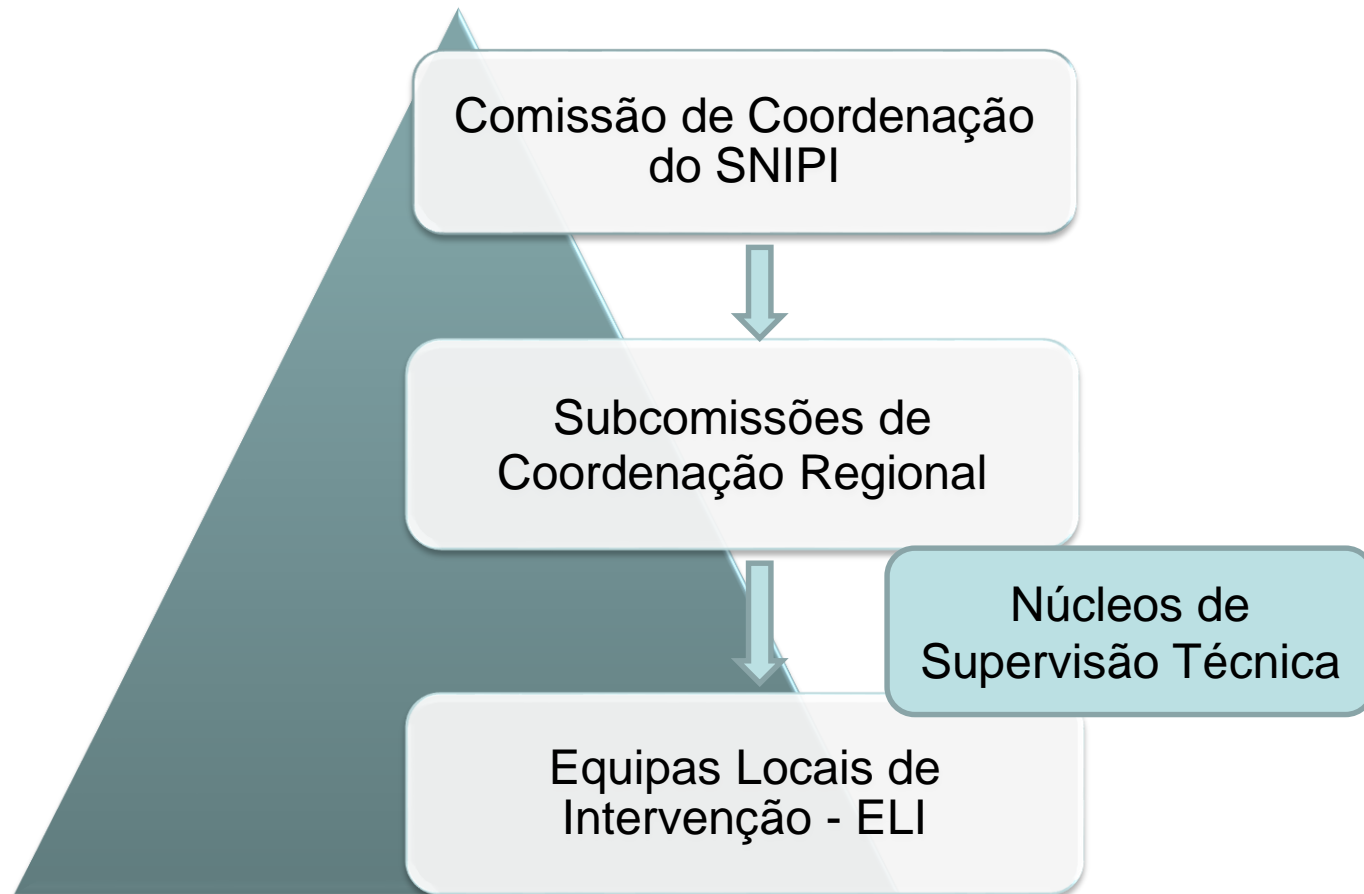 Comissão de Coordenação
do SNIPI
Subcomissões de
Coordenação Regional
Núcleos de
Supervisão Técnica
Equipas Locais de
Intervenção - ELI